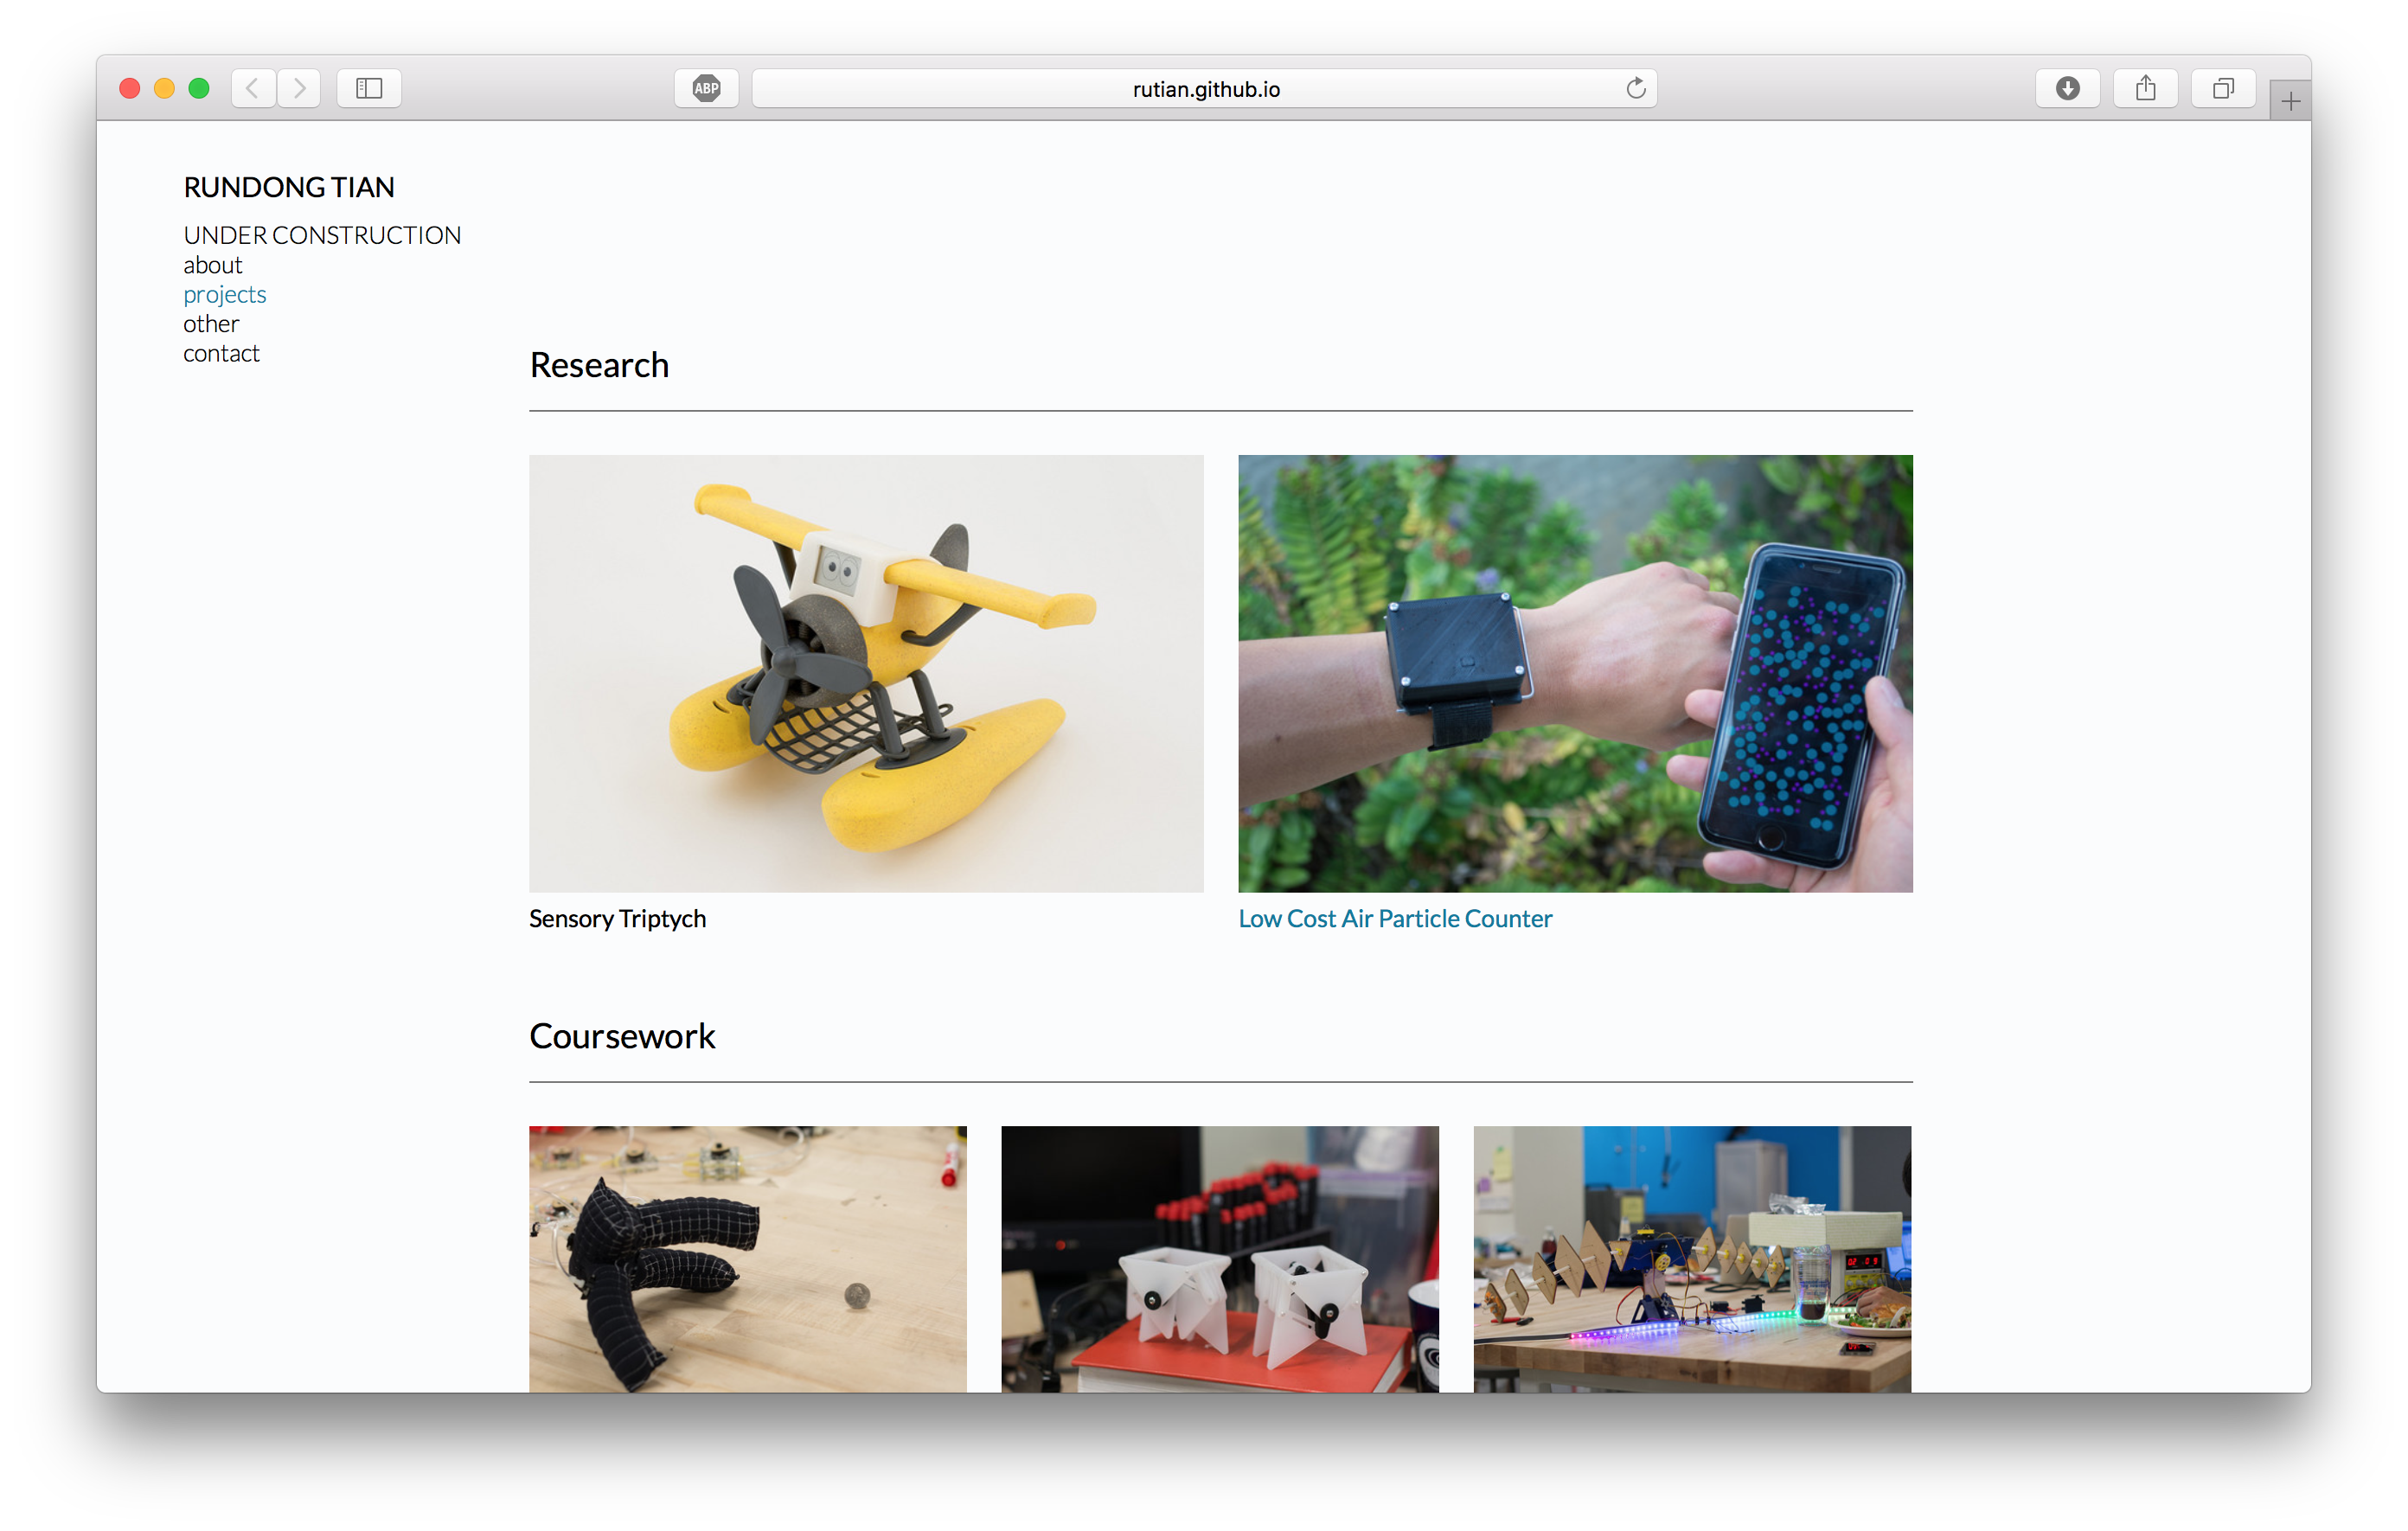 ABP
rutian.github.io
RUNDONG TIAN
UNDER CONSTRUCTION
about
projects
other
contact
Research
Sensory Triptych
Low Cost Air Particle Counter
Coursework